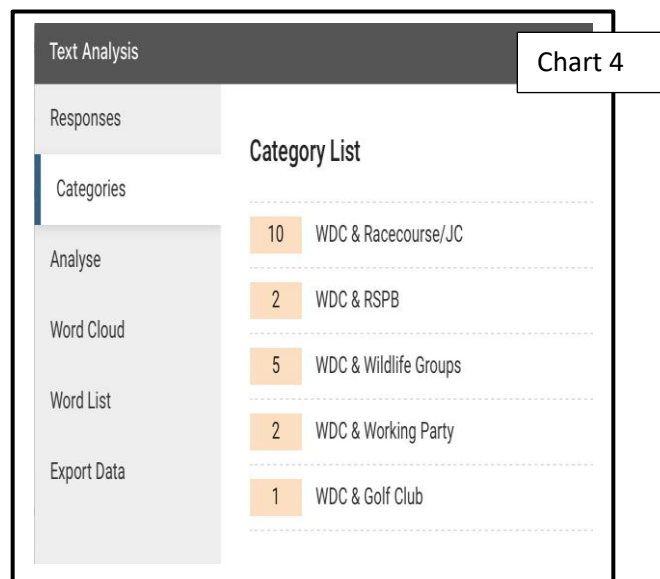 Text Analysis
Chart 4
Responses
Categories
Analyse
Word Cloud
Word List
Export Data
Category List
10 WDC & Racecourse/JC
2 WDC & RSPB
5 WDC & Wildlife Groups
2 WDC & Working Party
1 WDC & Golf Club